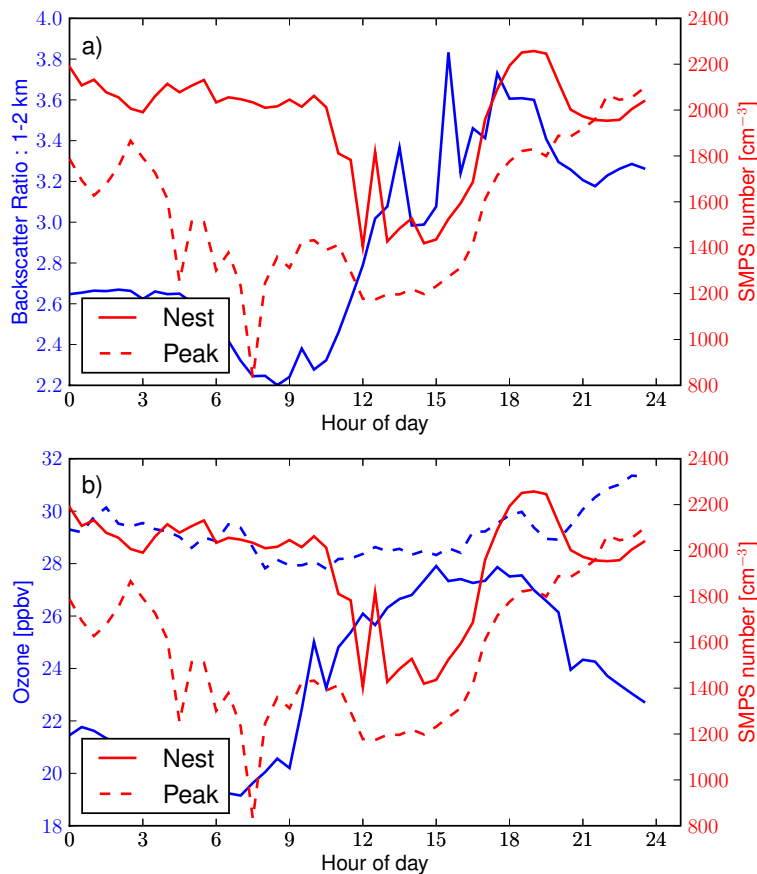 a)
4.0
3.8
3.6
3.4
3.2
3.0
2.8
2.6
2.4
2.2
Backscatter Ratio : 1-2 km
2400
2200
2000
1800
1600
1400
1200
1000
800
SMPS number [cm⁻³]
Nest
Peak
0 3 6 9 12 15 18 21 24
Hour of day
b)
32
30
28
26
24
22
20
18
Ozone [ppbv]
2400
2200
2000
1800
1600
1400
1200
1000
800
SMPS number [cm⁻³]
Nest
Peak
0 3 6 9 12 15 18 21 24
Hour of day